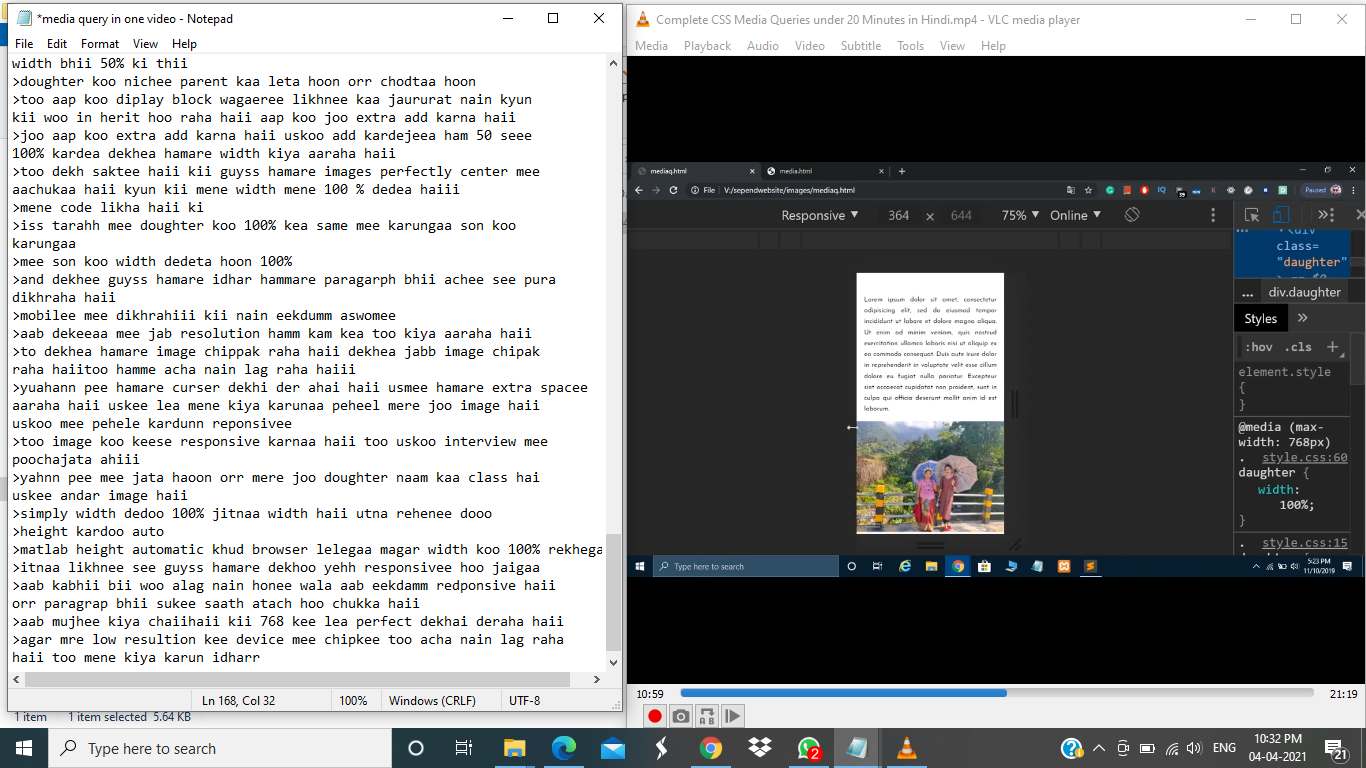 *media query in one video - Notepad
File Edit Format View Help
width bhii 50% ki thii
>doughter koo nichee parent kaa leta hoon orr chodtaa hoon
>too aap koo diplay block wagaeree likhnee kaa jaururat nain kyun
kii woo in herit hoo raha haii aap koo joo extra add karna haii
>joo aap koo extra add karna haii uskoo add kardejeea ham 50 seee
100% kardea dekhea hamare width kiya aaraha haii
>too dekh saktee haii kii guyss hamare images perfectly center mee
aachukaa haii kyun kii mene width mene 100 % dedea haiii
>mene code likha haii ki
>iss tarahh mee doughter koo 100% kea same mee karungaa son koo
karungaa
>mee son koo width dedeta hoon 100%
>and dekhee guyss hamare idhar hammare paragarph bhii achee see pura
dikhraha haii
>mobilee mee dikhrahiii kii nain eekdumm aswomee
>aab dekeeaa mee jab resolution hamm kam kea too kiya aaraha haii
>to dekhea hamare image chippak raha haii dekhea jabb image chipak
raha haiitoo hamme acha nain lag raha haiii
>yuahann pee hamare curser dekhi der ahai haii usmee hamare extra spacee
aaraha haii uskee lea mene kiya karunaa peheel mere joo image haii
uskoo mee pehele kardunn reponsivee
>too image koo keese responsive karnaa haii too uskoo interview mee
poochajata ahiii
>yahnn pee mee jata haoon orr mere joo doughter naam kaa class hai
uskee andar image haii
>simply width dedoo 100% jitnaa width haii utna rehenee dooo
>height kardoo auto
>matlab height automatic khud browser lelegaa magar width koo 100% rekhega
>itnaa likhnee see guyss hamare dekhoo yehh responsivee hoo jaigaa
>aab kabhii bii woo alag nain honee wala aab eekdamm redponsive haii
orr paragrap bhii sukee saath atach hoo chukka haii
>aab mujhee kiya chaiihaii kii 768 kee lea perfect dekhai deraha haii
>agar mre low resultion kee device mee chipkee too acha nain lag raha
haii too mene kiya karun idharr
Ln 168, Col 32 100% Windows (CRLF) UTF-8
1 item 1 item selected 5.64 KB
Complete CSS Media Queries under 20 Minutes in Hindi.mp4 - VLC media player
Media Playback Audio Video Subtitle Tools View Help
mediaq.html media.html
File V:/sependwebsite/images/mediaq.html Paused
Responsive 364 × 644 75% Online
Lorem ipsum dolor sit amet, consectetur
adipisicing elit, sed do eiusmod tempor
incididunt ut labore et dolore magna aliqua.
Ut enim ad minim veniam, quis nostrud
exercitation ullamco laboris nisi ut aliquip ex
ea commodo consequat. Duis aute irure dolor
in reprehenderit in voluptate velit esse cillum
dolore eu fugiat nulla pariatur. Excepteur
sint occaecat cupidatat non proident, sunt in
culpa qui officia deserunt mollit anim id est
laborum.
<div
class=
"daughter"
... div.daughter
Styles
:hov .cls +
element.style
{
}
@media (max-
width: 768px)
. style.css:60
daughter {
width:
100%;
}
. style.css:15
Type here to search
5:23 PM
11/10/2019
10:59 21:19
Type here to search
2
ENG
10:32 PM
04-04-2021
21